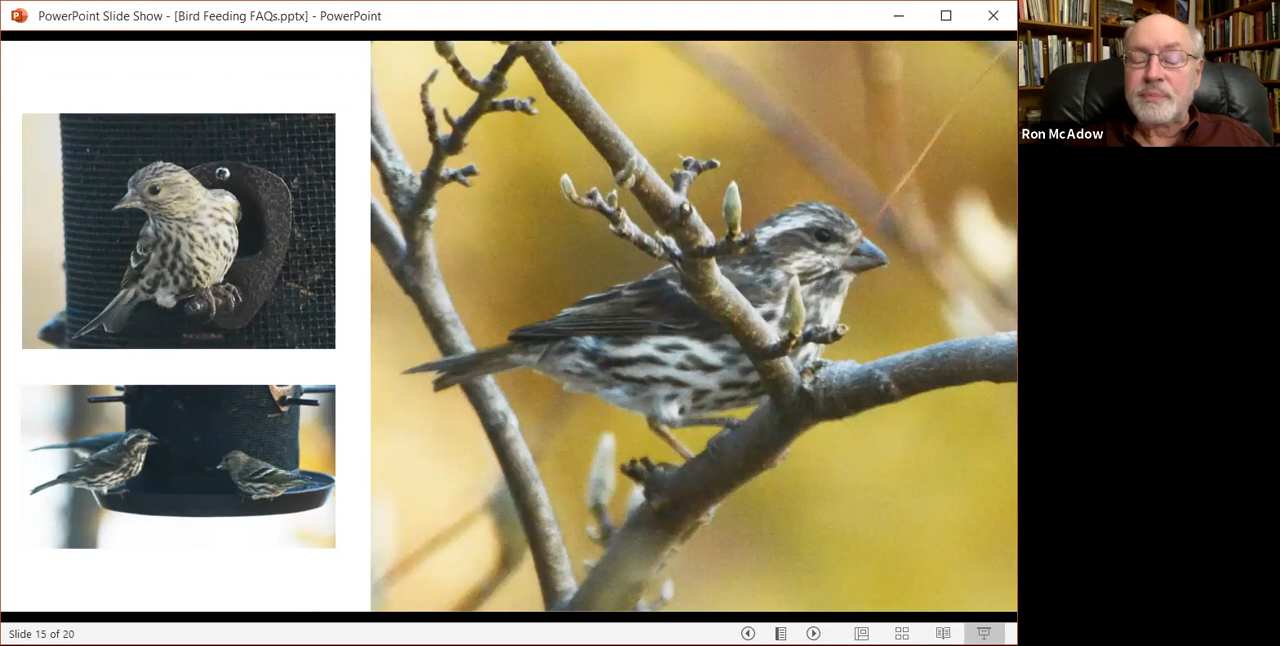 PowerPoint Slide Show - [Bird Feeding FAQs.pptx] - PowerPoint
Ron McAdow
Slide 15 of 20